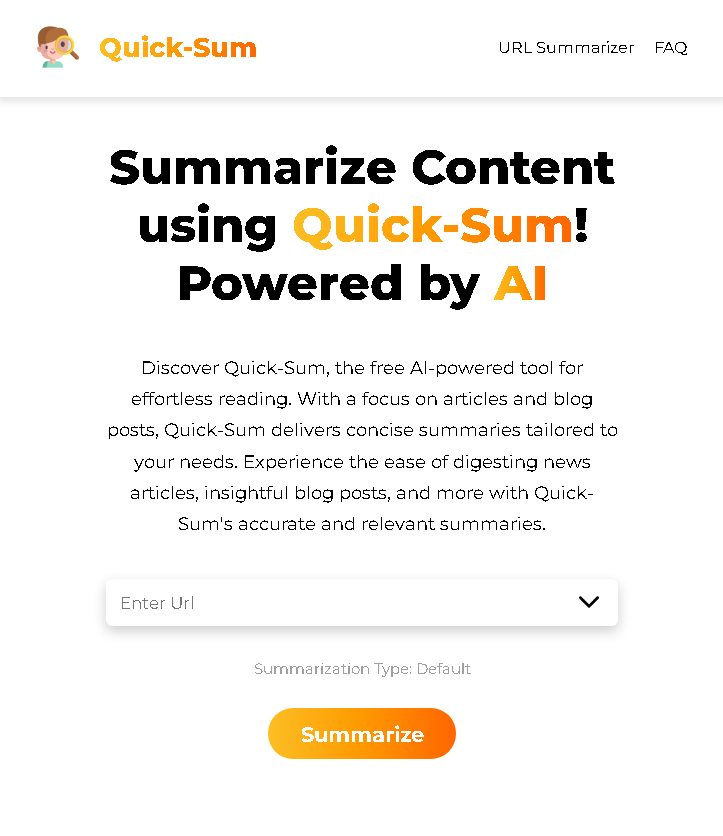 Quick-Sum
URL Summarizer
FAQ
Summarize Content
using Quick-Sum!
Powered by AI
Discover Quick-Sum, the free AI-powered tool for
effortless reading. With a focus on articles and blog
posts, Quick-Sum delivers concise summaries tailored to
your needs. Experience the ease of digesting news
articles, insightful blog posts, and more with Quick-
Sum's accurate and relevant summaries.
Enter Url
Summarization Type: Default
Summarize